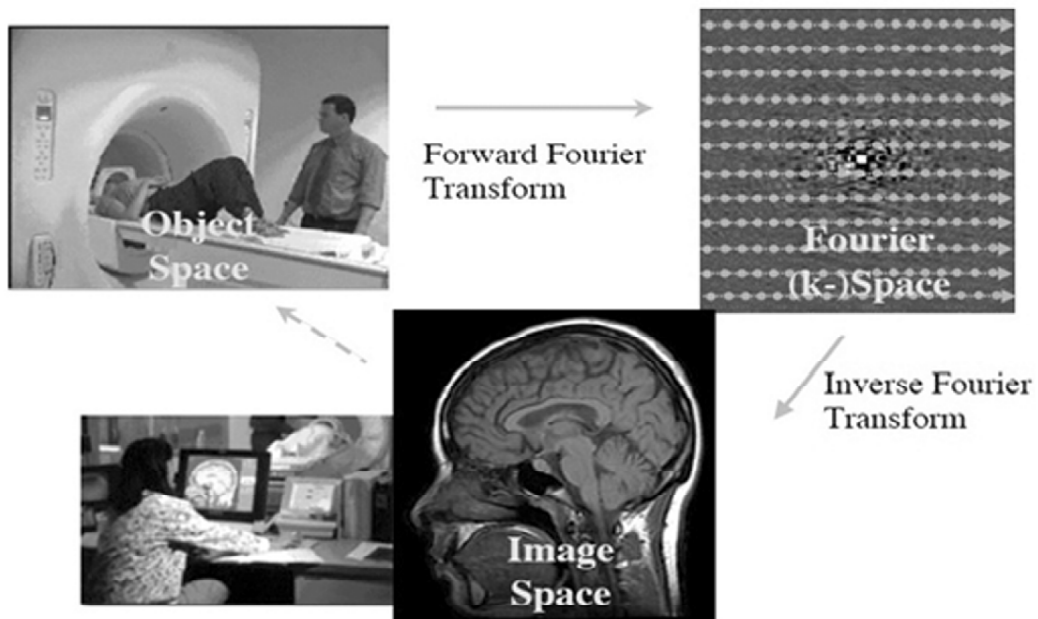 Object
Space
Forward Fourier
Transform
Fourier
(k-)Space
Inverse Fourier
Transform
Image
Space